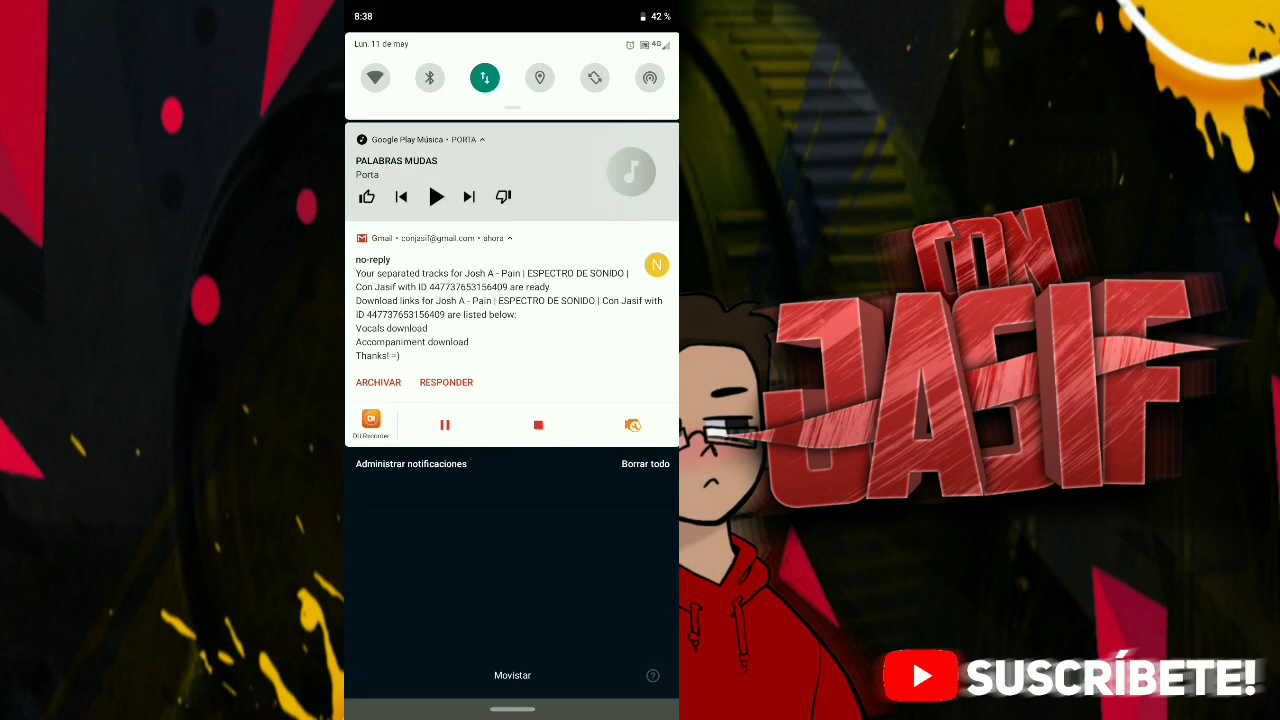 8:38
42 %
Lun. 11 de may
4G
Google Play Música • PORTA
PALABRAS MUDAS
Porta
Gmail • conjasif@gmail.com • ahora
no-reply
N
Your separated tracks for Josh A - Pain | ESPECTRO DE SONIDO |
Con Jasif with ID 447737653156409 are ready
Download links for Josh A - Pain | ESPECTRO DE SONIDO | Con Jasif with
ID 447737653156409 are listed below:
Vocals download
Accompaniment download
Thanks! =)
ARCHIVAR RESPONDER
DU Recorder
Administrar notificaciones
Borrar todo
Movistar
?
CON
JASIF
SUSCRÍBETE!